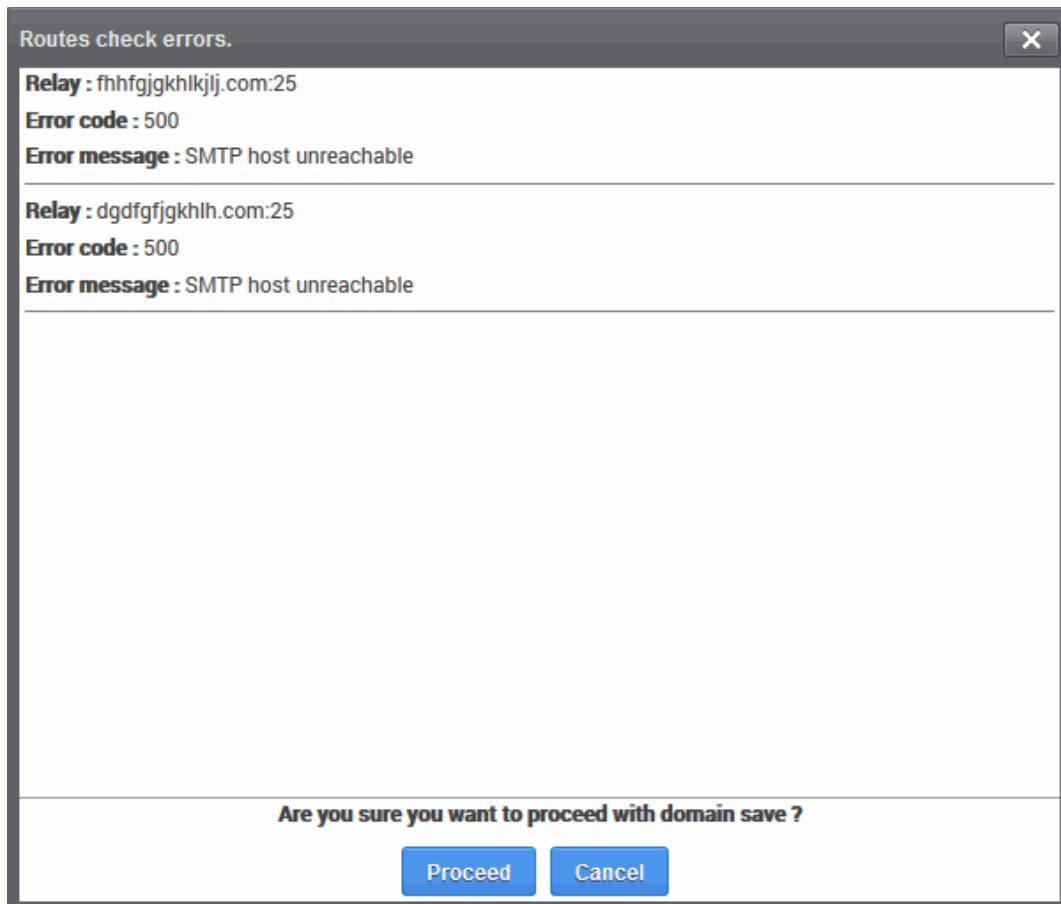 Routes check errors.
Relay : fhhfgjgkhlkjlj.com:25
Error code : 500
Error message : SMTP host unreachable
Relay : dgdfgfjgkhlh.com:25
Error code : 500
Error message : SMTP host unreachable
Are you sure you want to proceed with domain save ?
Proceed Cancel